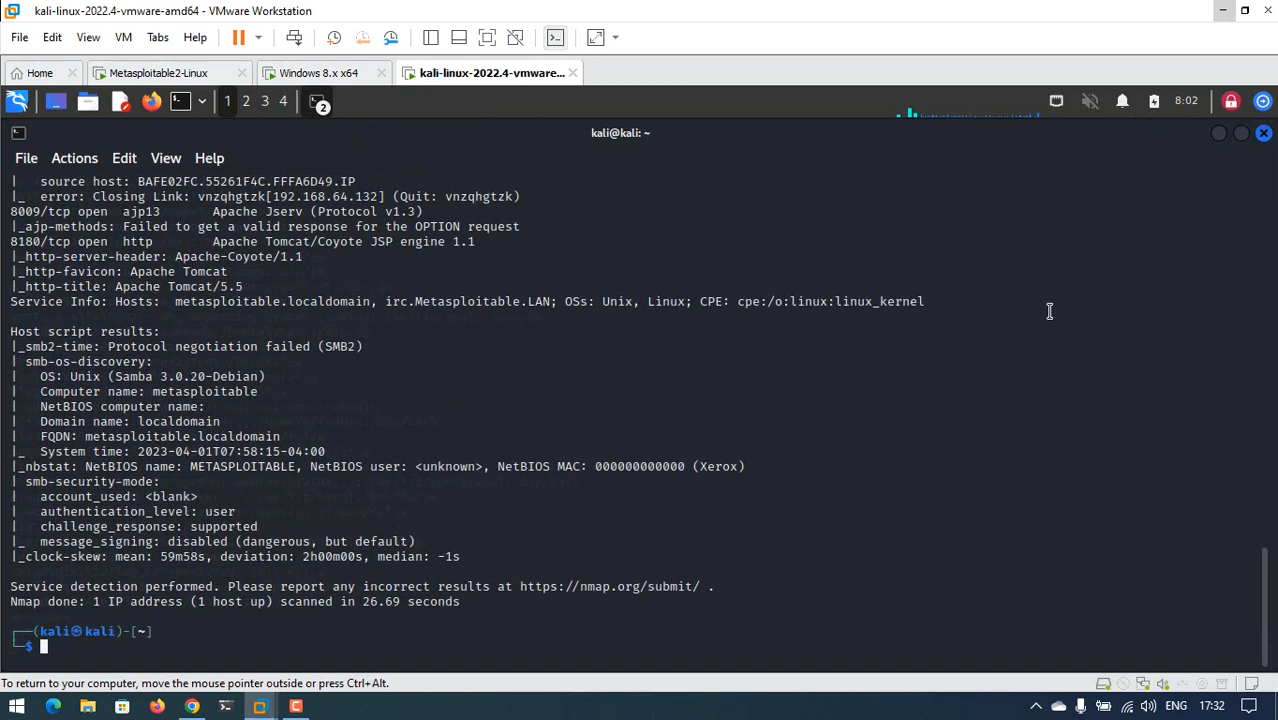 kali-linux-2022.4-vmware-amd64 - VMware Workstation
File Edit View VM Tabs Help
Home Metasploitable2-Linux Windows 8.x x64 kali-linux-2022.4-vmware...
1 2 3 4 2 8:02
kali@kali: ~
File Actions Edit View Help
|   source host: BAFE02FC.55261F4C.FFFA6D49.IP
|_  error: Closing Link: vnzqhgtzk[192.168.64.132] (Quit: vnzqhgtzk)
8009/tcp open  ajp13       Apache Jserv (Protocol v1.3)
|_ajp-methods: Failed to get a valid response for the OPTION request
8180/tcp open  http        Apache Tomcat/Coyote JSP engine 1.1
|_http-server-header: Apache-Coyote/1.1
|_http-favicon: Apache Tomcat
|_http-title: Apache Tomcat/5.5
Service Info: Hosts:  metasploitable.localdomain, irc.Metasploitable.LAN; OSs: Unix, Linux; CPE: cpe:/o:linux:linux_kernel
Host script results:
|_smb2-time: Protocol negotiation failed (SMB2)
| smb-os-discovery:
|   OS: Unix (Samba 3.0.20-Debian)
|   Computer name: metasploitable
|   NetBIOS computer name:
|   Domain name: localdomain
|   FQDN: metasploitable.localdomain
|_  System time: 2023-04-01T07:58:15-04:00
|_nbstat: NetBIOS name: METASPLOITABLE, NetBIOS user: <unknown>, NetBIOS MAC: 000000000000 (Xerox)
| smb-security-mode:
|   account_used: <blank>
|   authentication_level: user
|   challenge_response: supported
|_  message_signing: disabled (dangerous, but default)
|_clock-skew: mean: 59m58s, deviation: 2h00m00s, median: -1s
Service detection performed. Please report any incorrect results at https://nmap.org/submit/ .
Nmap done: 1 IP address (1 host up) scanned in 26.69 seconds
┌──(kali㉿kali)-[~]
└─$
To return to your computer, move the mouse pointer outside or press Ctrl+Alt.
ENG 17:32